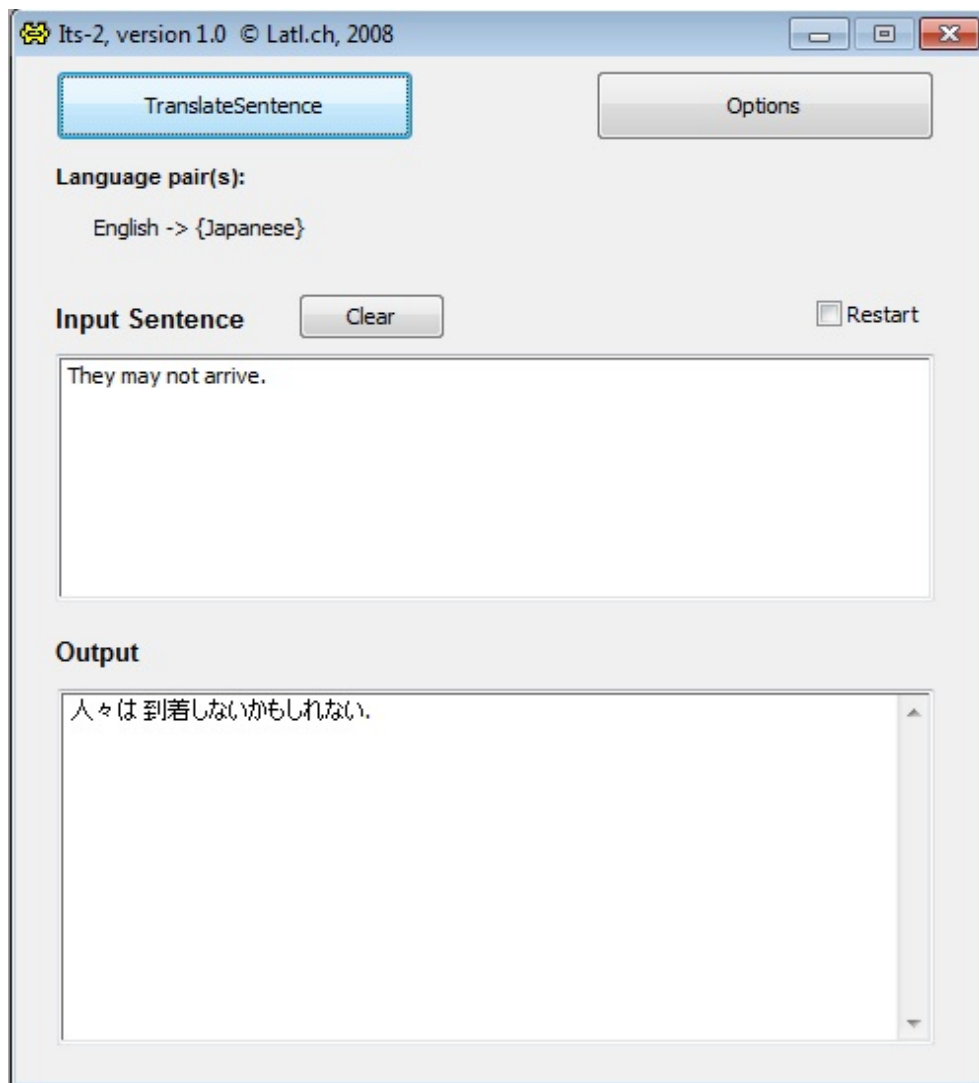 Its-2, version 1.0 © Latl.ch, 2008
TranslateSentence Options
Language pair(s):
English -> {Japanese}
Input Sentence Clear Restart
They may not arrive.
Output
人々は 到着しないかもしれない.